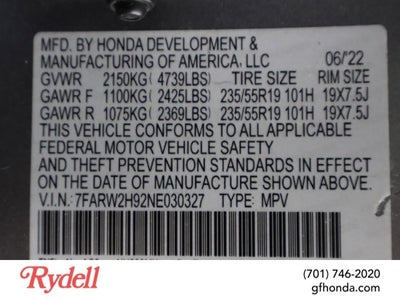 MFD. BY HONDA DEVELOPMENT &
MANUFACTURING OF AMERICA, LLC 06/'22
GVWR 2150KG( 4739LBS) TIRE SIZE RIM SIZE
GAWR F 1100KG( 2425LBS) 235/55R19 101H 19X7.5J
GAWR R 1075KG( 2369LBS) 235/55R19 101H 19X7.5J
THIS VEHICLE CONFORMS TO ALL APPLICABLE
FEDERAL MOTOR VEHICLE SAFETY
AND THEFT PREVENTION STANDARDS IN EFFECT
ON THE DATE OF MANUFACTURE SHOWN ABOVE.
V.I.N.:7FARW2H92NE030327 TYPE: MPV
Rydell
(701) 746-2020
gfhonda.com